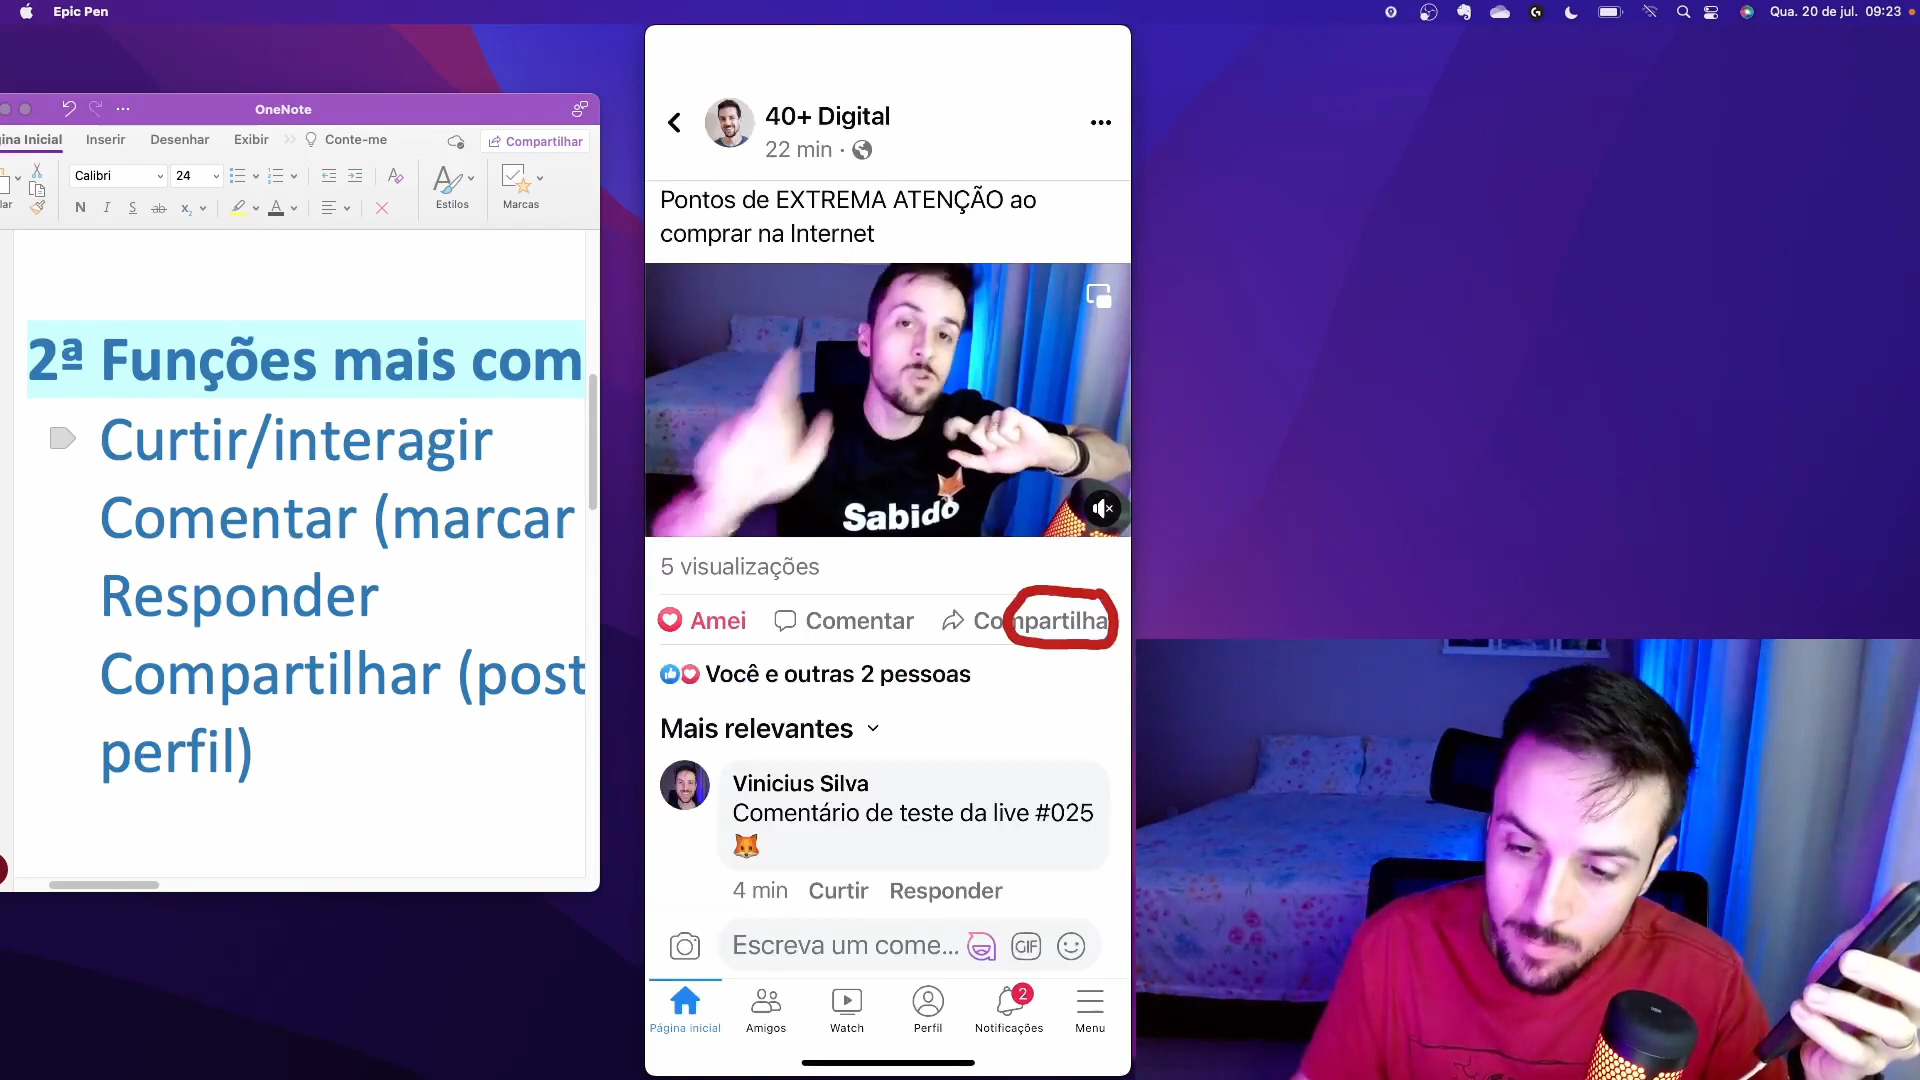 Epic Pen
Qua. 20 de jul. 09:23
OneNote
Inserir
Desenhar
Exibir
Conte-me
Compartilhar
Calibri
24
N I S ab x
A
Estilos
Marcas
2ª Funções mais com
Curtir/interagir
Comentar (marcar
Responder
Compartilhar (post
perfil)
40+ Digital
22 min ·
Pontos de EXTREMA ATENÇÃO ao
comprar na Internet
Sabido
5 visualizações
Amei
Comentar
Compartilha
Você e outras 2 pessoas
Mais relevantes
Vinicius Silva
Comentário de teste da live #025
4 min Curtir Responder
Escreva um come...
GIF
2
Página inicial
Amigos
Watch
Perfil
Notificações
Menu